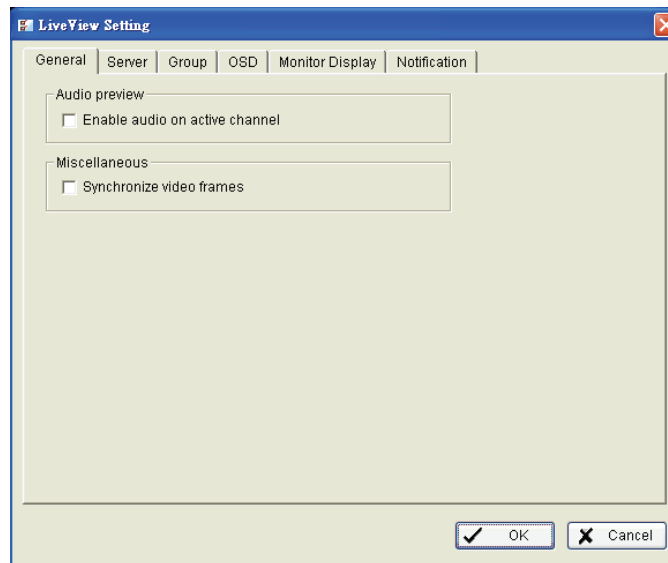 LiveView Setting
General Server Group OSD Monitor Display Notification
Audio preview
Enable audio on active channel
Miscellaneous
Synchronize video frames
OK Cancel